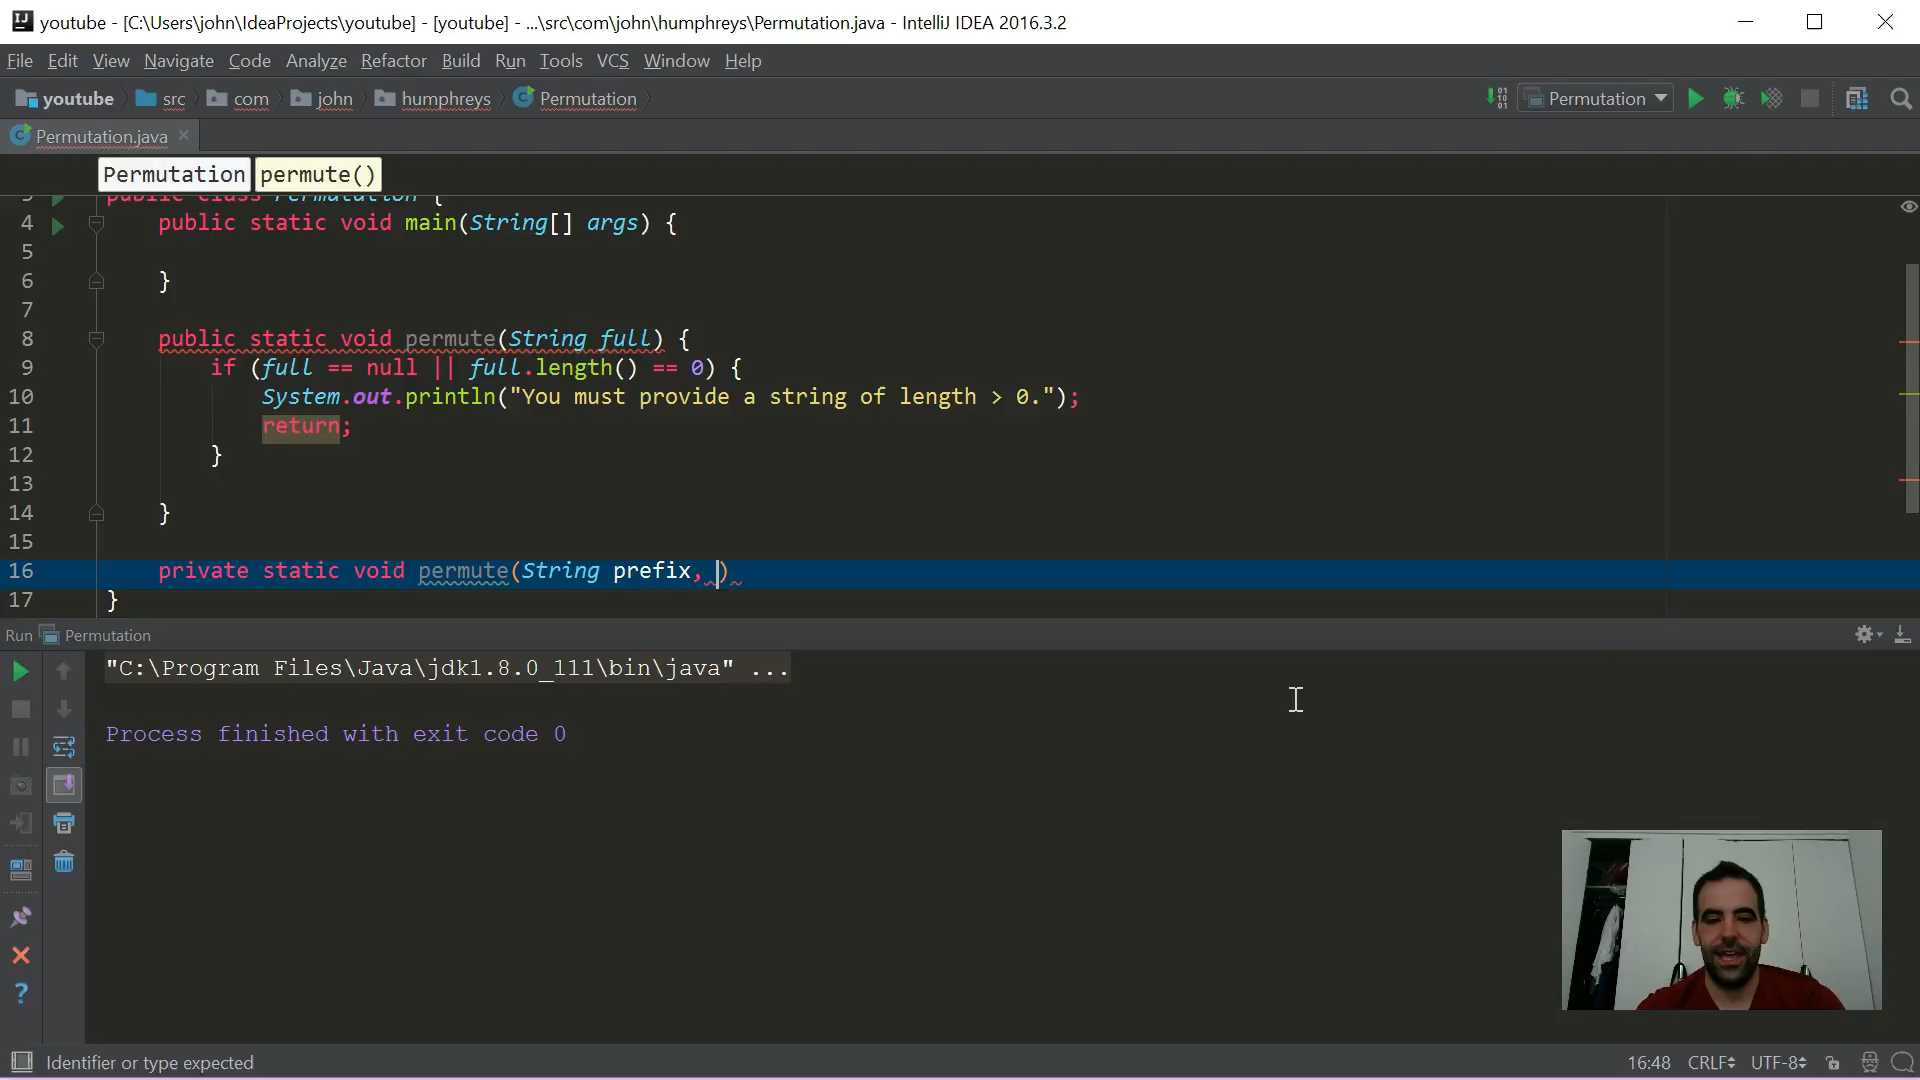 youtube - [C:\Users\john\IdeaProjects\youtube] - [youtube] - ...\src\com\john\humphreys\Permutation.java - IntelliJ IDEA 2016.3.2
File Edit View Navigate Code Analyze Refactor Build Run Tools VCS Window Help
youtube src com john humphreys Permutation Permutation
Permutation.java
Permutation permute()
3 public class Permutation {
4 public static void main(String[] args) {
5
6 }
7
8 public static void permute(String full) {
9 if (full == null || full.length() == 0) {
10 System.out.println("You must provide a string of length > 0.");
11 return;
12 }
13
14 }
15
16 private static void permute(String prefix, )
17 }
Run Permutation
"C:\Program Files\Java\jdk1.8.0_111\bin\java" ...
Process finished with exit code 0
Identifier or type expected 16:48 CRLF UTF-8